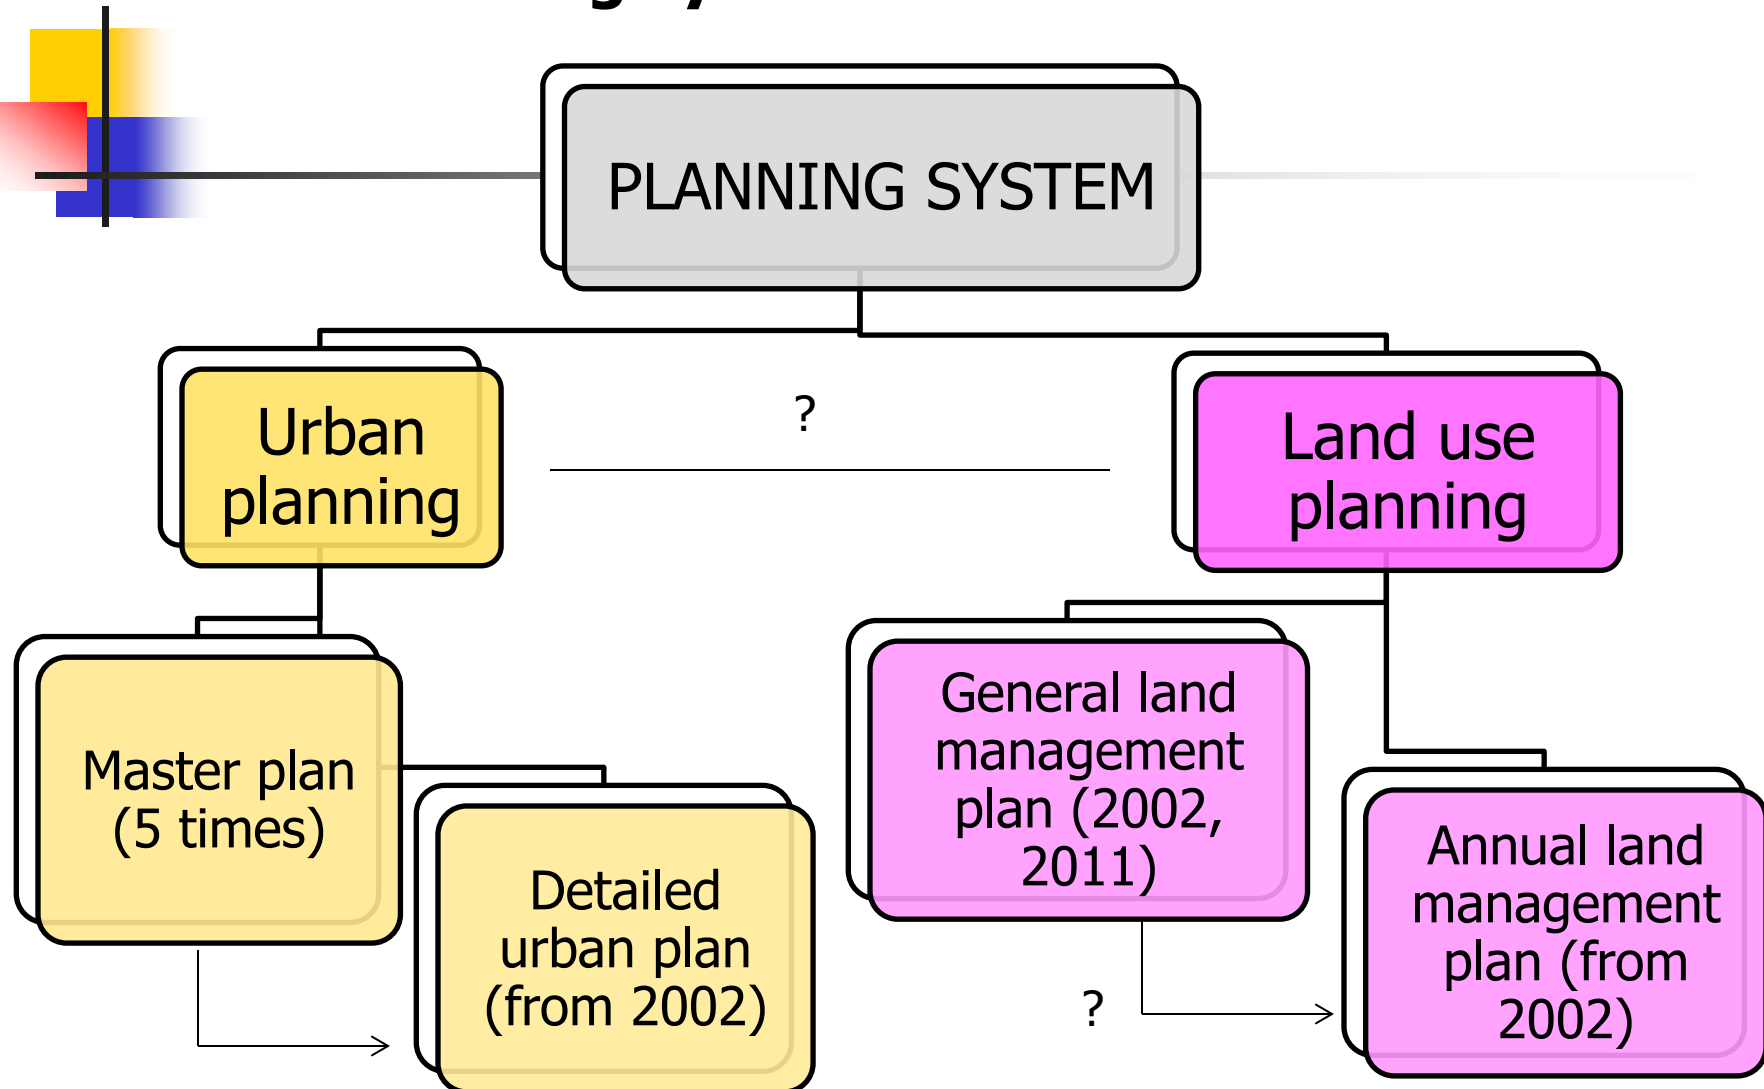 PLANNING SYSTEM
Urban
planning
?
Land use
planning
Master plan
(5 times)
Detailed
urban plan
(from 2002)
General land
management
plan (2002,
2011)
?
Annual land
management
plan (from
2002)